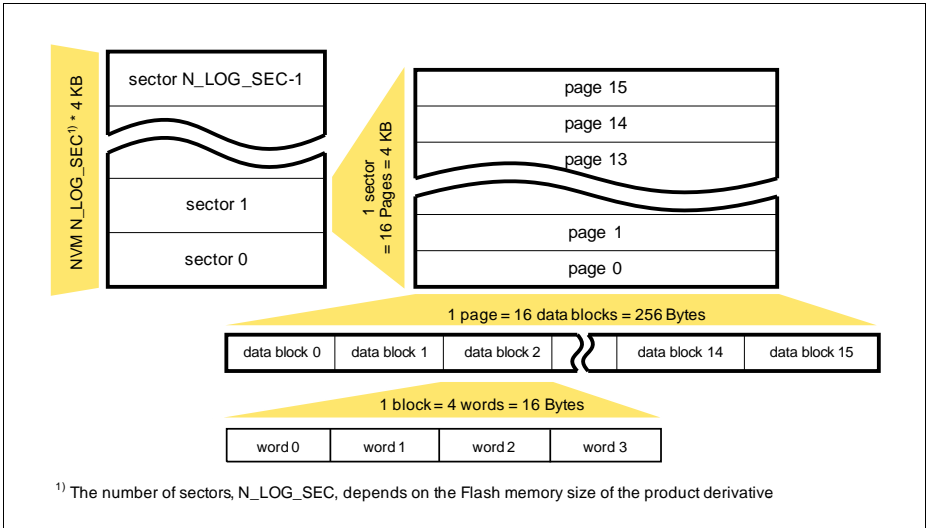 NVM N_LOG_SEC1) * 4 KB
sector N_LOG_SEC-1
sector 1
sector 0
1 sector
= 16 Pages = 4 KB
page 15
page 14
page 13
page 1
page 0
1 page = 16 data blocks = 256 Bytes
data block 0 data block 1 data block 2 data block 14 data block 15
1 block = 4 words = 16 Bytes
word 0 word 1 word 2 word 3
1) The number of sectors, N_LOG_SEC, depends on the Flash memory size of the product derivative